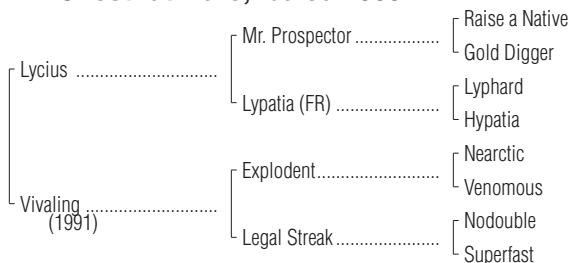 Raise a Native
Mr. Prospector ....................
Gold Digger
Lycius .................................
Lyphard
Lypatia (FR) .........................
Hypatia
Nearctic
Explodent.............................
Venomous
Vivaling ...............................
(1991)
Nodouble
Legal Streak .........................
Superfast